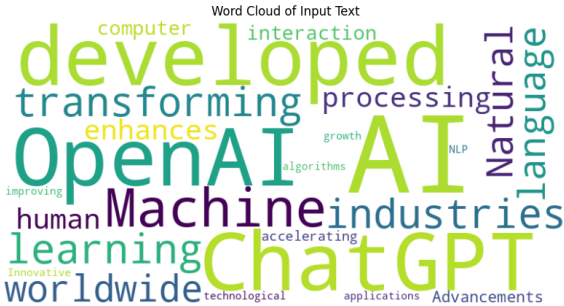 Word Cloud of Input Text
computer
interaction
developed
Natural
language
transforming
processing
enhances
OpenAI
AI
growth
NLP
algorithms
improving
Machine
human
industries
learning
accelerating
ChatGPT
Innovative
worldwide
technological
applications
Advancements